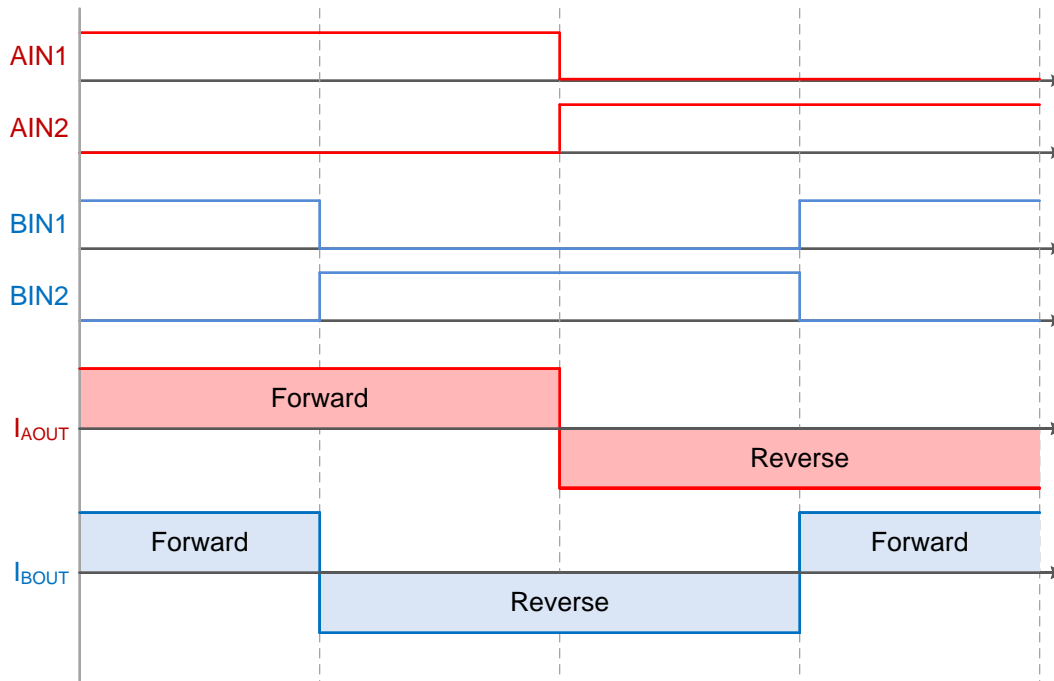 AIN1
AIN2
BIN1
BIN2
Forward
IAOUT
Reverse
Forward
Forward
IBOUT
Reverse